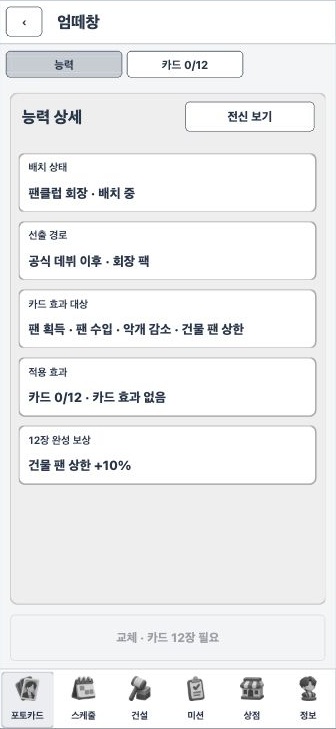 ‹ 엄떼창
능력 카드 0/12
능력 상세 전신 보기
배치 상태
팬클럽 회장 · 배치 중
선출 경로
공식 데뷔 이후 · 회장 팩
카드 효과 대상
팬 획득 · 팬 수입 · 악개 감소 · 건물 팬 상한
적용 효과
카드 0/12 · 카드 효과 없음
12장 완성 보상
건물 팬 상한 +10%
교체 · 카드 12장 필요
포토카드 스케줄 건설 미션 상점 정보